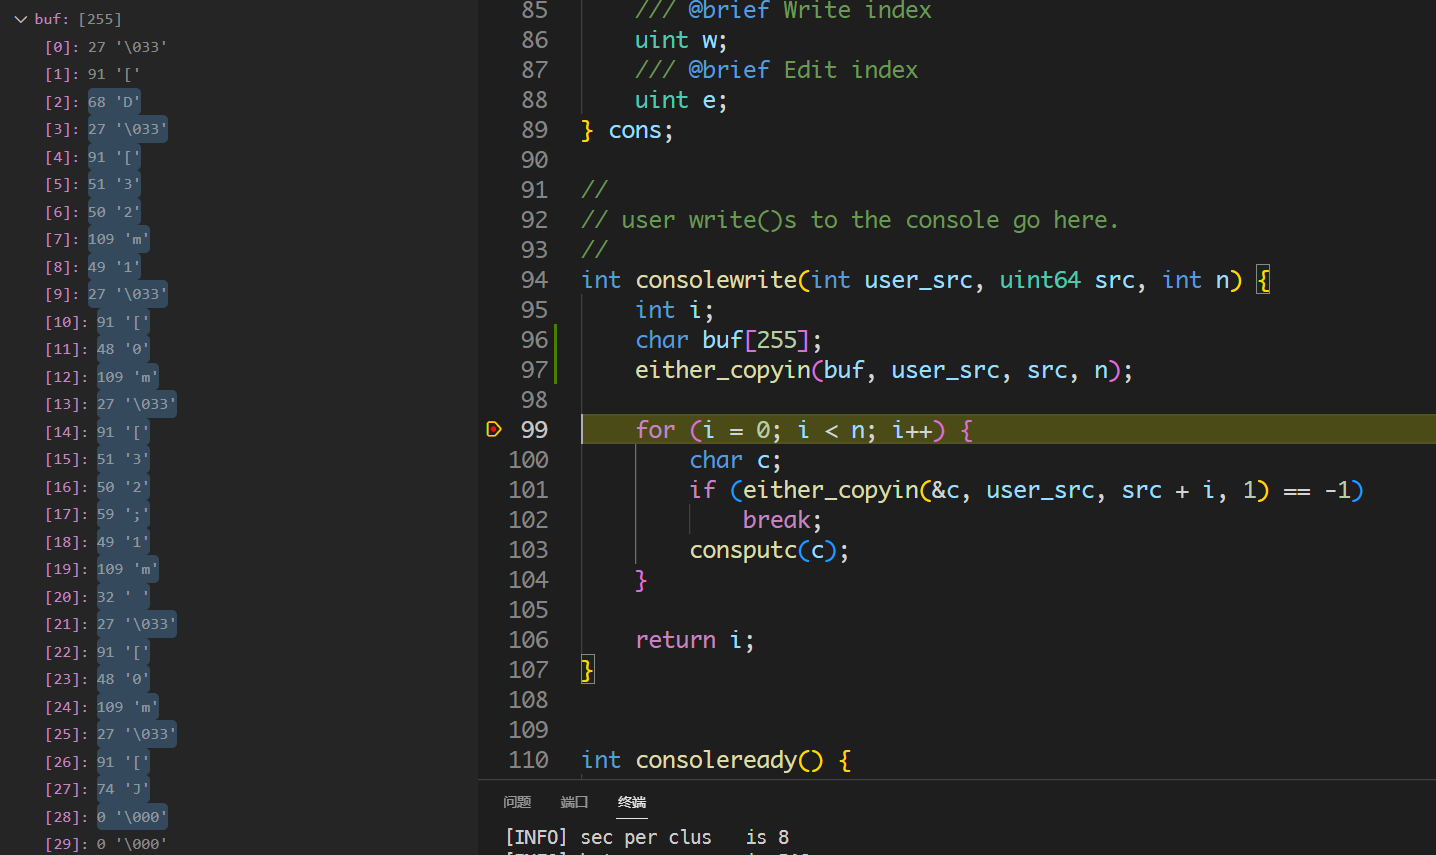 buf: [255]
[0]: 27 '\033'
[1]: 91 '['
[2]: 68 'D'
[3]: 27 '\033'
[4]: 91 '['
[5]: 51 '3'
[6]: 50 '2'
[7]: 109 'm'
[8]: 49 '1'
[9]: 27 '\033'
[10]: 91 '['
[11]: 48 '0'
[12]: 109 'm'
[13]: 27 '\033'
[14]: 91 '['
[15]: 51 '3'
[16]: 50 '2'
[17]: 59 ';'
[18]: 49 '1'
[19]: 109 'm'
[20]: 32 ' '
[21]: 27 '\033'
[22]: 91 '['
[23]: 48 '0'
[24]: 109 'm'
[25]: 27 '\033'
[26]: 91 '['
[27]: 74 'J'
[28]: 0 '\000'
[29]: 0 '\000'
85 /// @brief Write index
86 uint w;
87 /// @brief Edit index
88 uint e;
89 } cons;
90
91 //
92 // user write()s to the console go here.
93 //
94 int consolewrite(int user_src, uint64 src, int n) {
95 int i;
96 char buf[255];
97 either_copyin(buf, user_src, src, n);
98
99 for (i = 0; i < n; i++) {
100 char c;
101 if (either_copyin(&c, user_src, src + i, 1) == -1)
102 break;
103 consputc(c);
104 }
105
106 return i;
107 }
108
109
110 int consoleready() {
问题 端口 终端
[INFO] sec per clus is 8